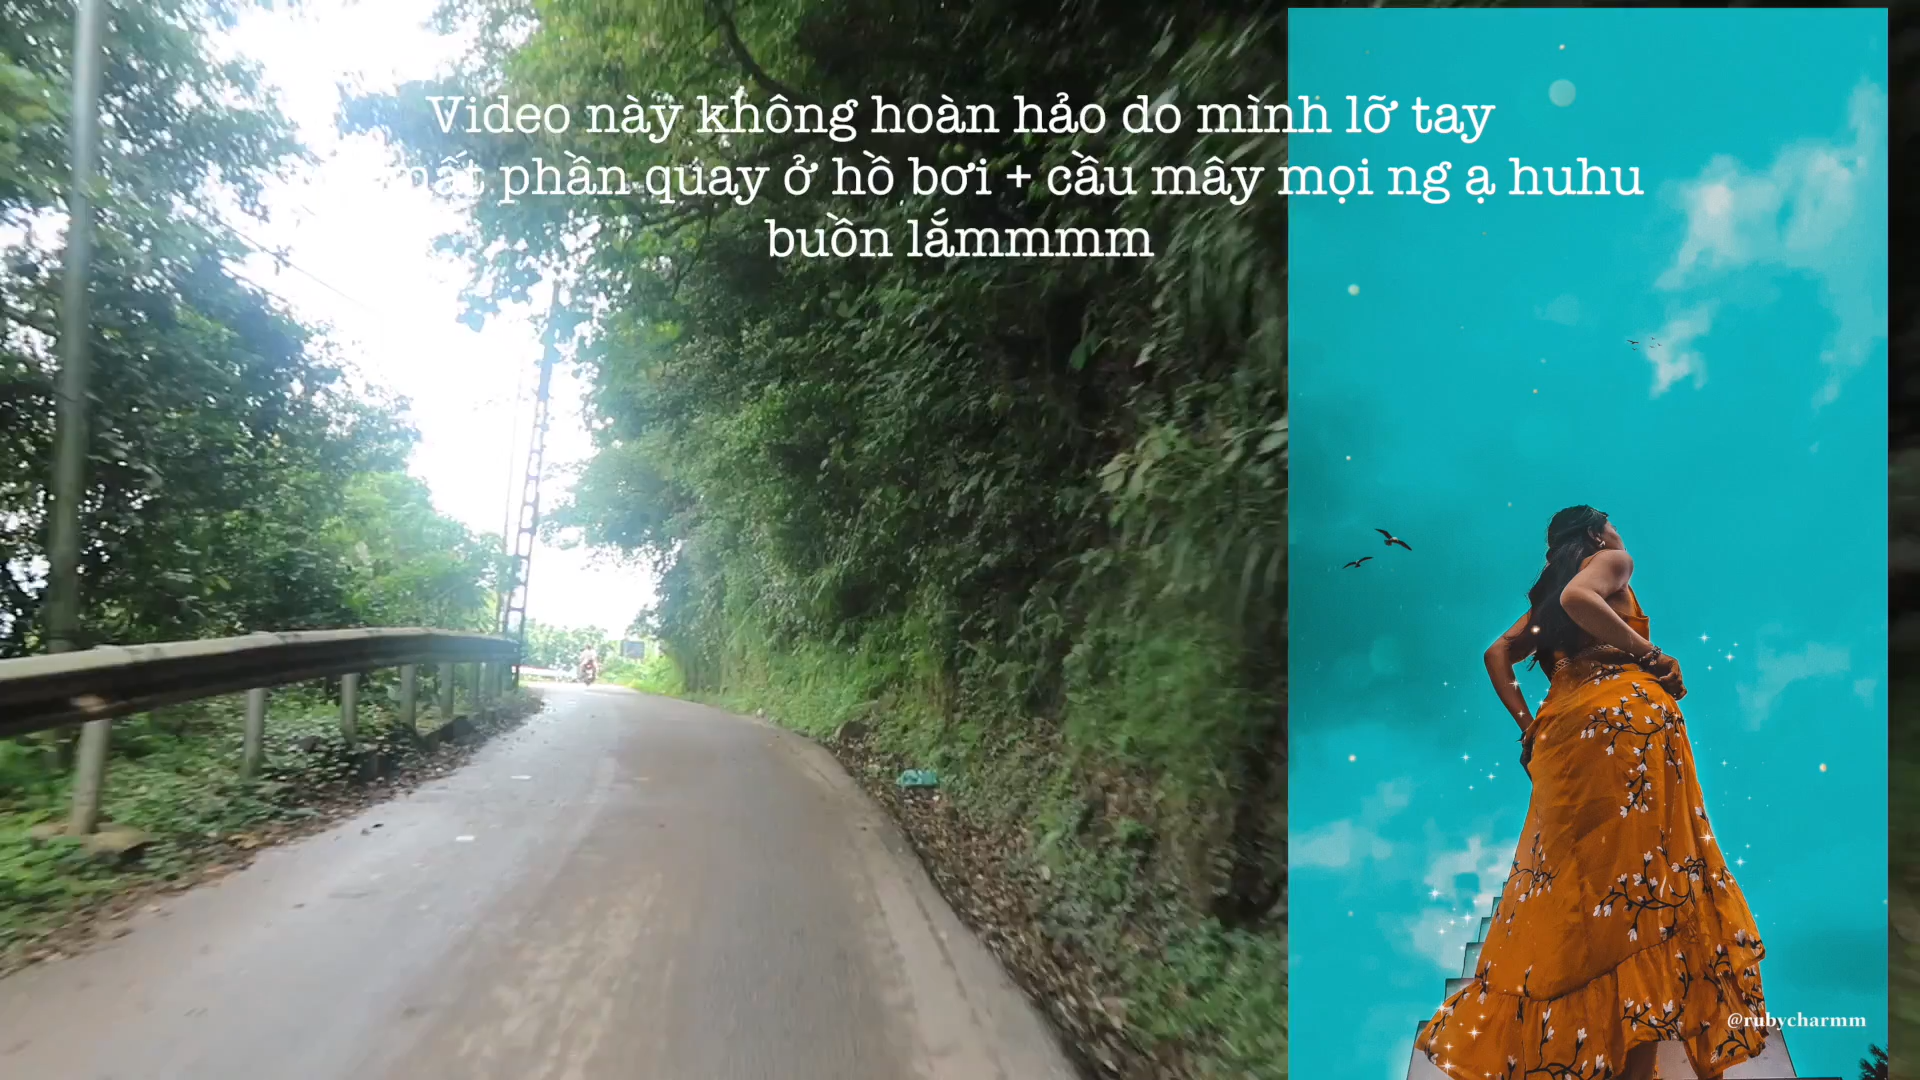 Video này không hoàn hảo do mình lỡ tay
mất phần quay ở hồ bơi + cầu mây mọi ng ạ huhu
buồn lắmmmm
@rubycharmm